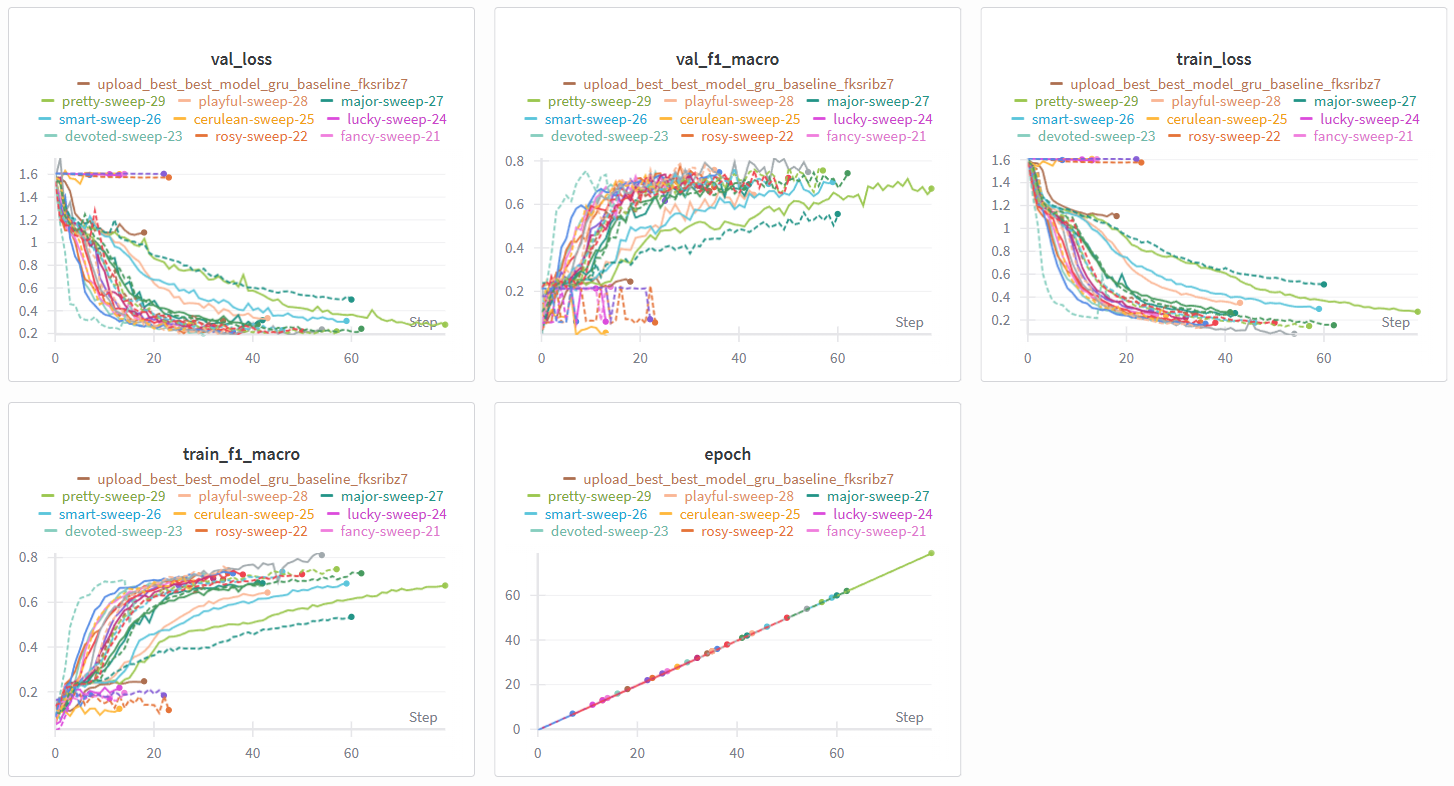 val_loss
upload_best_best_model_gru_baseline_fksribz7
pretty-sweep-29 playful-sweep-28 major-sweep-27
smart-sweep-26 cerulean-sweep-25 lucky-sweep-24
devoted-sweep-23 rosy-sweep-22 fancy-sweep-21
1.6
1.4
1.2
1
0.8
0.6
0.4
0.2
Step
0 20 40 60
val_f1_macro
upload_best_best_model_gru_baseline_fksribz7
pretty-sweep-29 playful-sweep-28 major-sweep-27
smart-sweep-26 cerulean-sweep-25 lucky-sweep-24
devoted-sweep-23 rosy-sweep-22 fancy-sweep-21
0.8
0.6
0.4
0.2
Step
0 20 40 60
train_loss
upload_best_best_model_gru_baseline_fksribz7
pretty-sweep-29 playful-sweep-28 major-sweep-27
smart-sweep-26 cerulean-sweep-25 lucky-sweep-24
devoted-sweep-23 rosy-sweep-22 fancy-sweep-21
1.6
1.4
1.2
1
0.8
0.6
0.4
0.2
Step
0 20 40 60
train_f1_macro
upload_best_best_model_gru_baseline_fksribz7
pretty-sweep-29 playful-sweep-28 major-sweep-27
smart-sweep-26 cerulean-sweep-25 lucky-sweep-24
devoted-sweep-23 rosy-sweep-22 fancy-sweep-21
0.8
0.6
0.4
0.2
Step
0 20 40 60
epoch
upload_best_best_model_gru_baseline_fksribz7
pretty-sweep-29 playful-sweep-28 major-sweep-27
smart-sweep-26 cerulean-sweep-25 lucky-sweep-24
devoted-sweep-23 rosy-sweep-22 fancy-sweep-21
60
40
20
0
Step
0 20 40 60